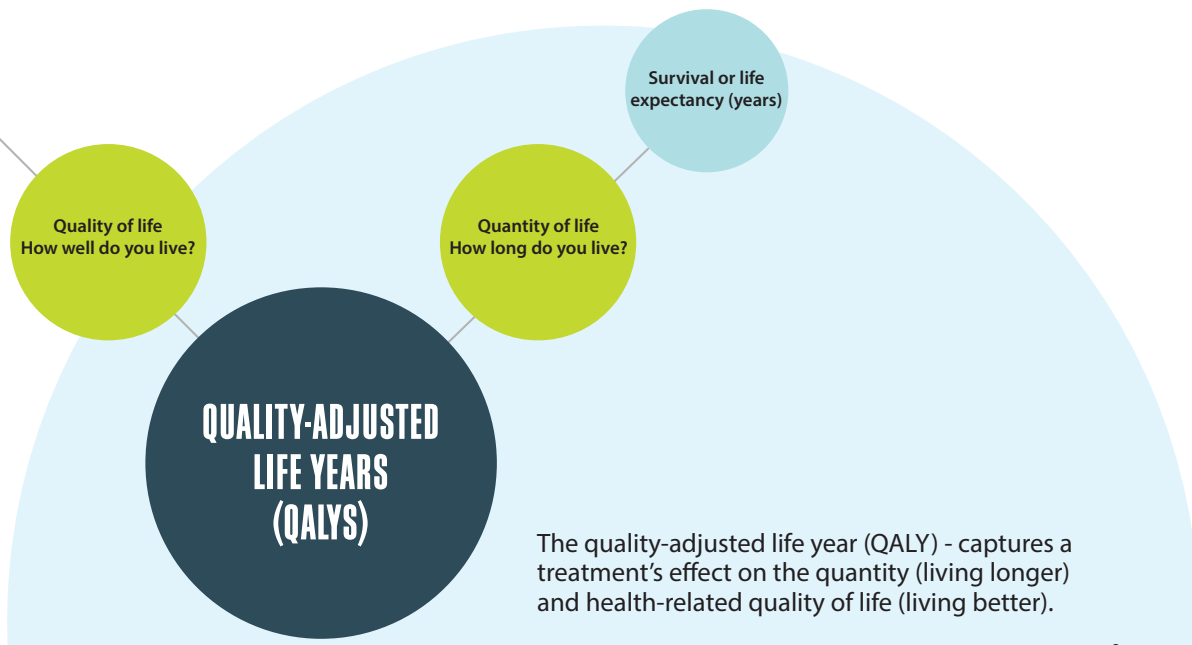 Survival or life
expectancy (years)
Quality of life
How well do you live?
Quantity of life
How long do you live?
QUALITY-ADJUSTED
LIFE YEARS
(QALYS)
The quality-adjusted life year (QALY) - captures a
treatment's effect on the quantity (living longer)
and health-related quality of life (living better).